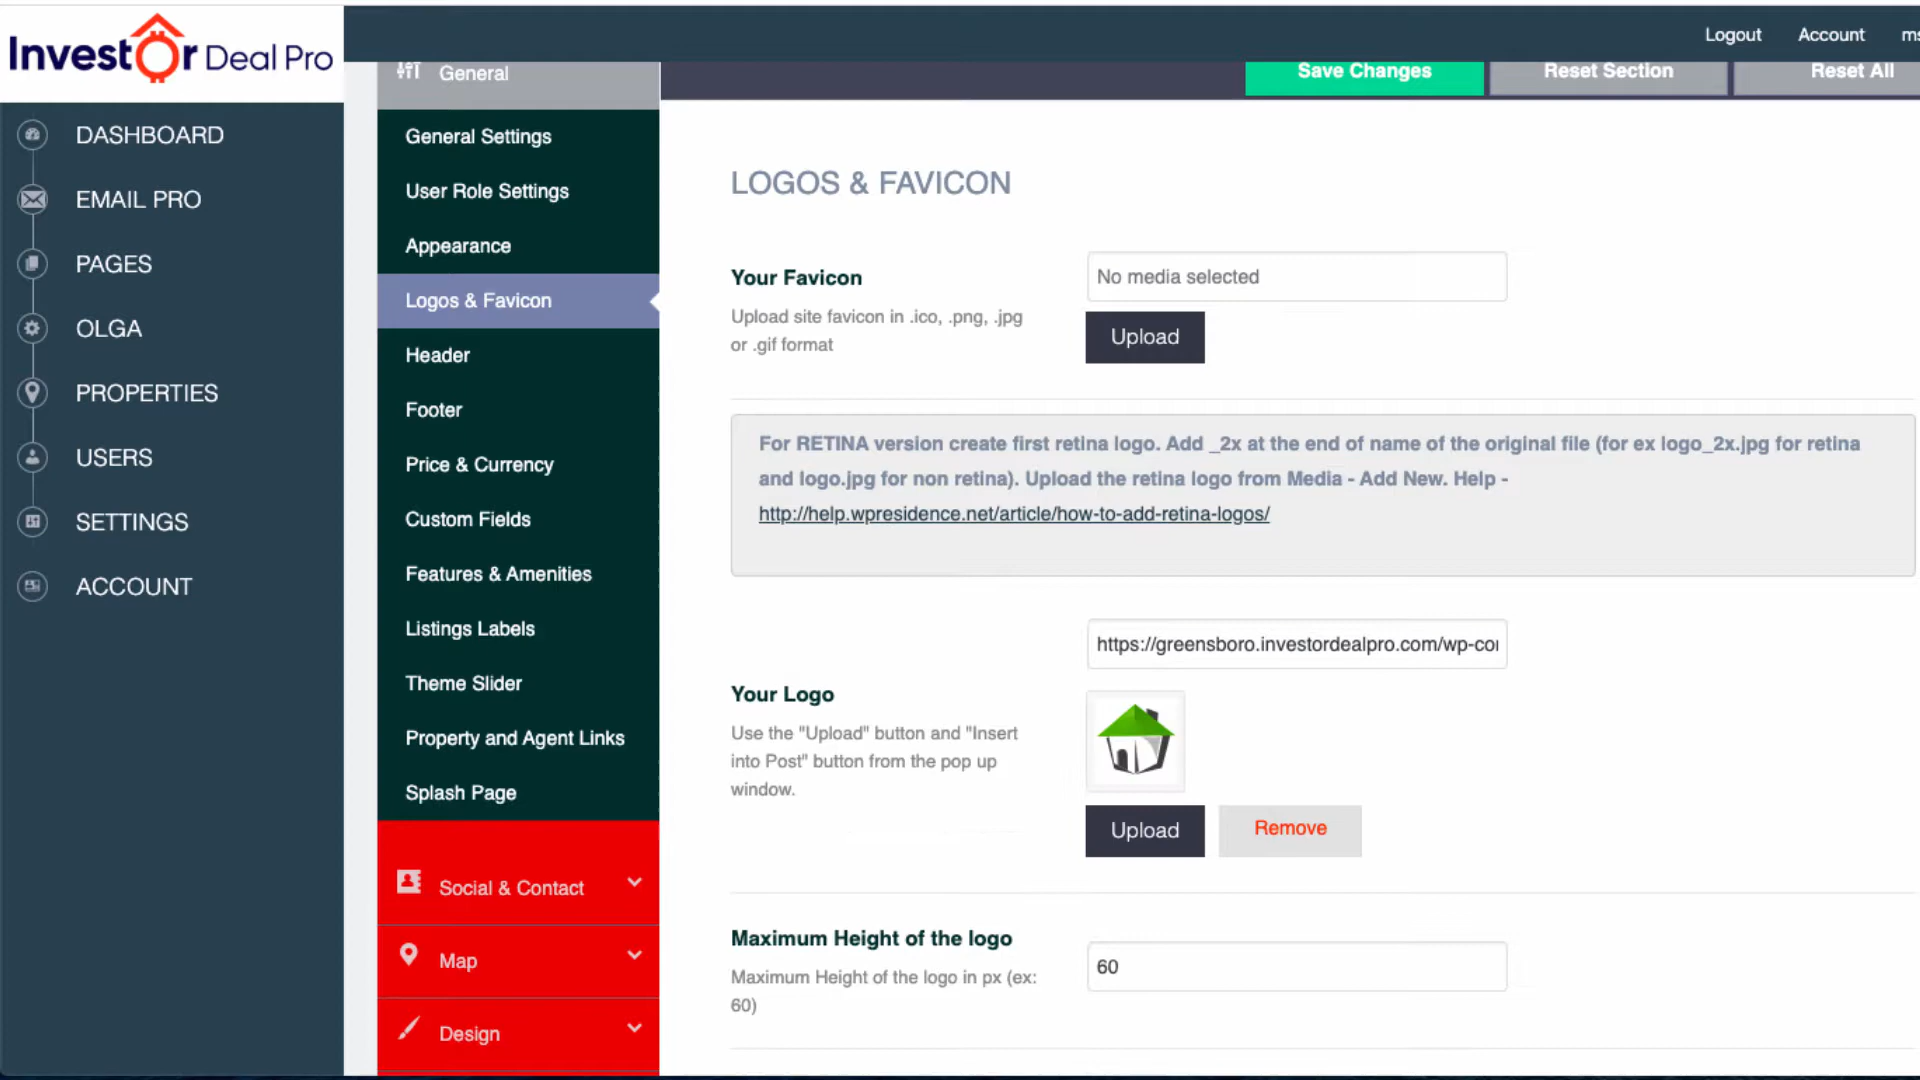 Investor Deal Pro
Logout
Account
DASHBOARD
EMAIL PRO
PAGES
OLGA
PROPERTIES
USERS
SETTINGS
ACCOUNT
General
General Settings
User Role Settings
Appearance
Logos & Favicon
Header
Footer
Price & Currency
Custom Fields
Features & Amenities
Listings Labels
Theme Slider
Property and Agent Links
Splash Page
Social & Contact
Map
Design
Save Changes
Reset Section
Reset All
LOGOS & FAVICON
Your Favicon
Upload site favicon in .ico, .png, .jpg
or .gif format
No media selected
Upload
For RETINA version create first retina logo. Add _2x at the end of name of the original file (for ex logo_2x.jpg for retina
and logo.jpg for non retina). Upload the retina logo from Media - Add New. Help -
http://help.wpresidence.net/article/how-to-add-retina-logos/
Your Logo
Use the "Upload" button and "Insert
into Post" button from the pop up
window.
https://greensboro.investordealpro.com/wp-co
Upload
Remove
Maximum Height of the logo
Maximum Height of the logo in px (ex:
60)
60